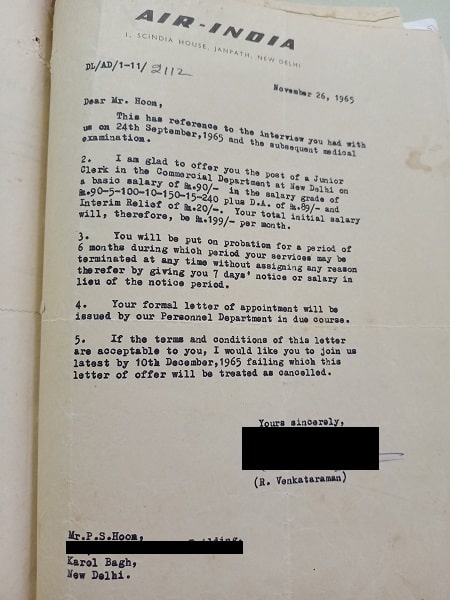 AIR-INDIA
1, SCINDIA HOUSE, JANPATH, NEW DELHI
DL/AD/1-11/ 2112
November 26, 1965
Dear Mr. Hoon,
This has reference to the interview you had with
us on 24th September,1965 and the subsequent medical
examination.
2. I am glad to offer you the post of a Junior
Clerk in the Commercial Department at New Delhi on
a basic salary of Rs.90/- in the salary grade of
Rs.90-5-100-10-150-15-240 plus D.A. of Rs.89/- and
Interim Relief of Rs.20/-. Your total initial salary
will, therefore, be Rs.199/- per month.
3. You will be put on probation for a period of
6 months during which period your services may be
terminated at any time without assigning any reason
therefer by giving you 7 days' notice or salary in
lieu of the notice period.
4. Your formal letter of appointment will be
issued by our Personnel Department in due course.
5. If the terms and conditions of this letter
are acceptable to you, I would like you to join us
latest by 10th December,1965 failing which this
letter of offer will be treated as cancelled.
Yours sincerely,
(R. Venkataraman)
Mr.P.S.Hoon,
Karol Bagh,
New Delhi.